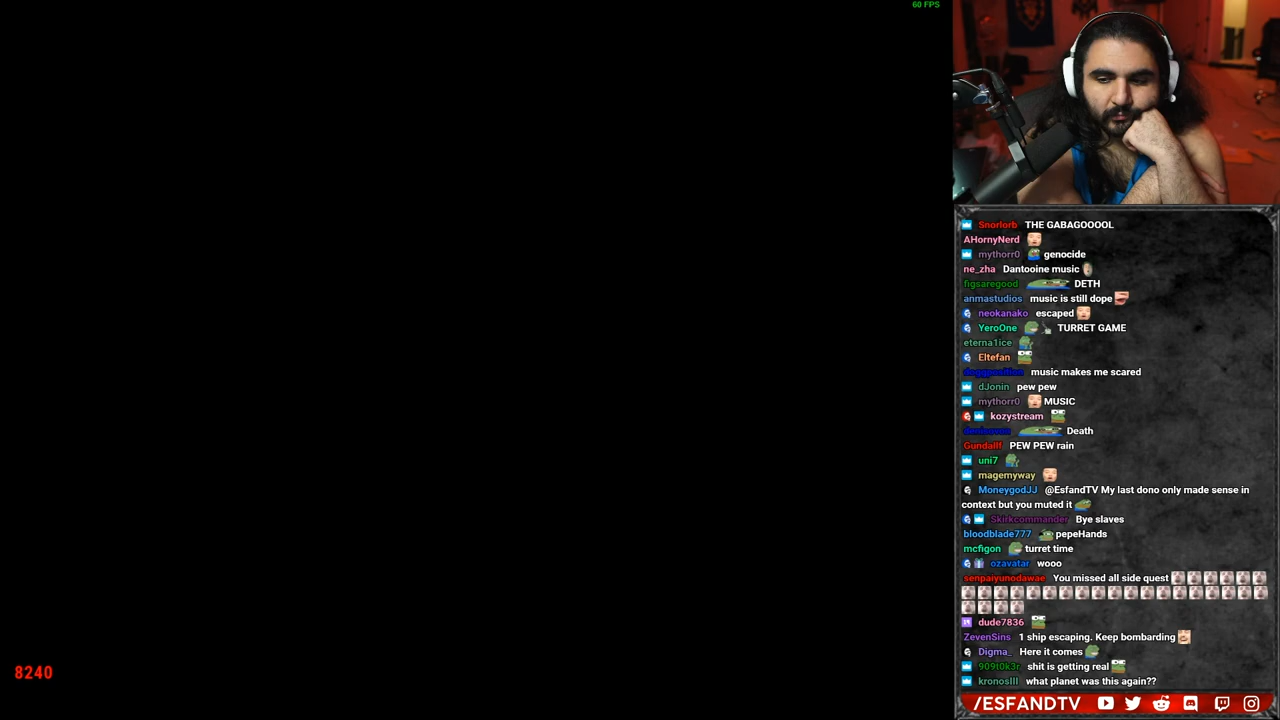 60 FPS
Snorlorb THE GABAGOOOOL
AHornyNerd
mythorr0 genocide
ne_zha Dantooine music
figsaregood DETH
anmastudios music is still dope
neokanako escaped
YeroOne TURRET GAME
eterna1ice
Eltefan
music makes me scared
dJonin pew pew
mythorr0 MUSIC
kozystream
Death
Gundallf PEW PEW rain
uni7
magemyway
MoneygodJJ @EsfandTV My last dono only made sense in
context but you muted it
Skirkcommander Bye slaves
bloodblade777 pepeHands
mcfigon turret time
ozavatar wooo
senpaiyunodawae You missed all side quest
dude7836
ZevenSins 1 ship escaping. Keep bombarding
Digma_ Here it comes
909t0k3r shit is getting real
kronosIII what planet was this again??
8240
/ESFANDTV